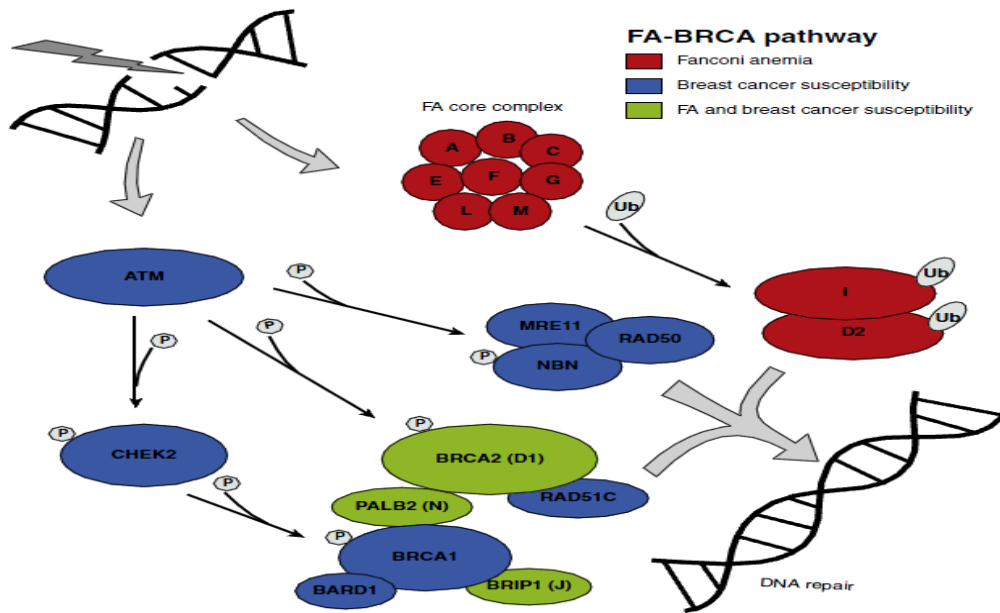 FA-BRCA pathway
Fanconi anemia
Breast cancer susceptibility
FA and breast cancer susceptibility
FA core complex
A
B
C
E
F
G
L
M
Ub
ATM
P
I
Ub
D2
Ub
P
P
MRE11
RAD50
P
NBN
P
CHEK2
P
P
BRCA2 (D1)
RAD51C
PALB2 (N)
P
BRCA1
BARD1
BRIP1 (J)
DNA repair